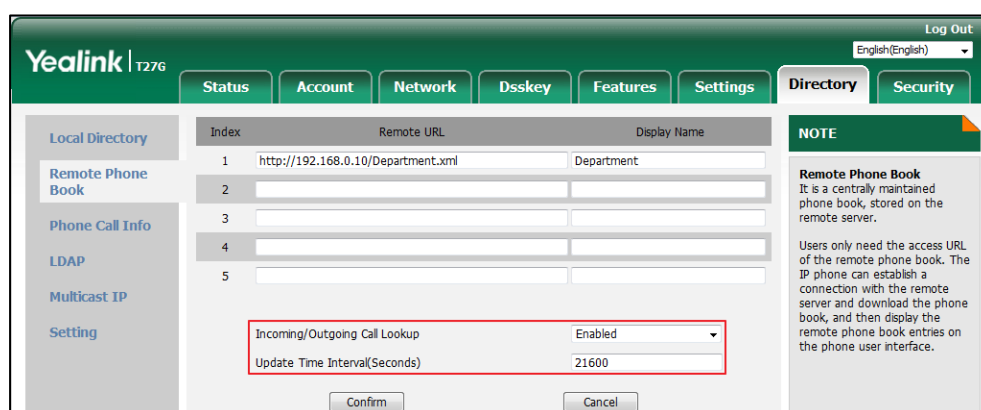 Log Out
Yealink T27G
English(English)
Status Account Network Dsskey Features Settings Directory Security
Local Directory
Remote Phone
Book
Phone Call Info
LDAP
Multicast IP
Setting
Index Remote URL Display Name
1 http://192.168.0.10/Department.xml Department
2
3
4
5
Incoming/Outgoing Call Lookup Enabled
Update Time Interval(Seconds) 21600
Confirm Cancel
NOTE
Remote Phone Book
It is a centrally maintained
phone book, stored on the
remote server.
Users only need the access URL
of the remote phone book. The
IP phone can establish a
connection with the remote
server and download the phone
book, and then display the
remote phone book entries on
the phone user interface.